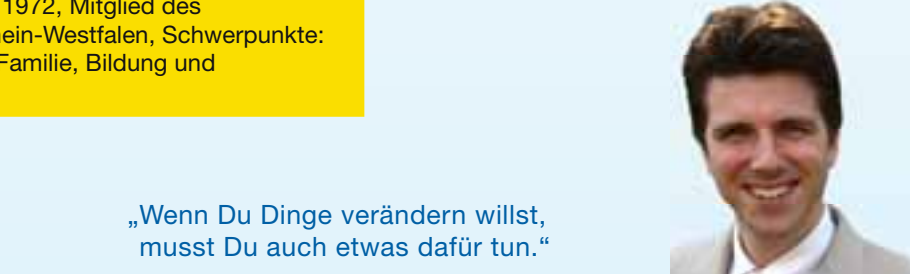 1972, Mitglied des
ein-Westfalen, Schwerpunkte:
Familie, Bildung und
„Wenn Du Dinge verändern willst,
musst Du auch etwas dafür tun.“